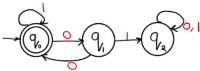 1
0,1
q₀ 0 q₁ 1 q₂
0